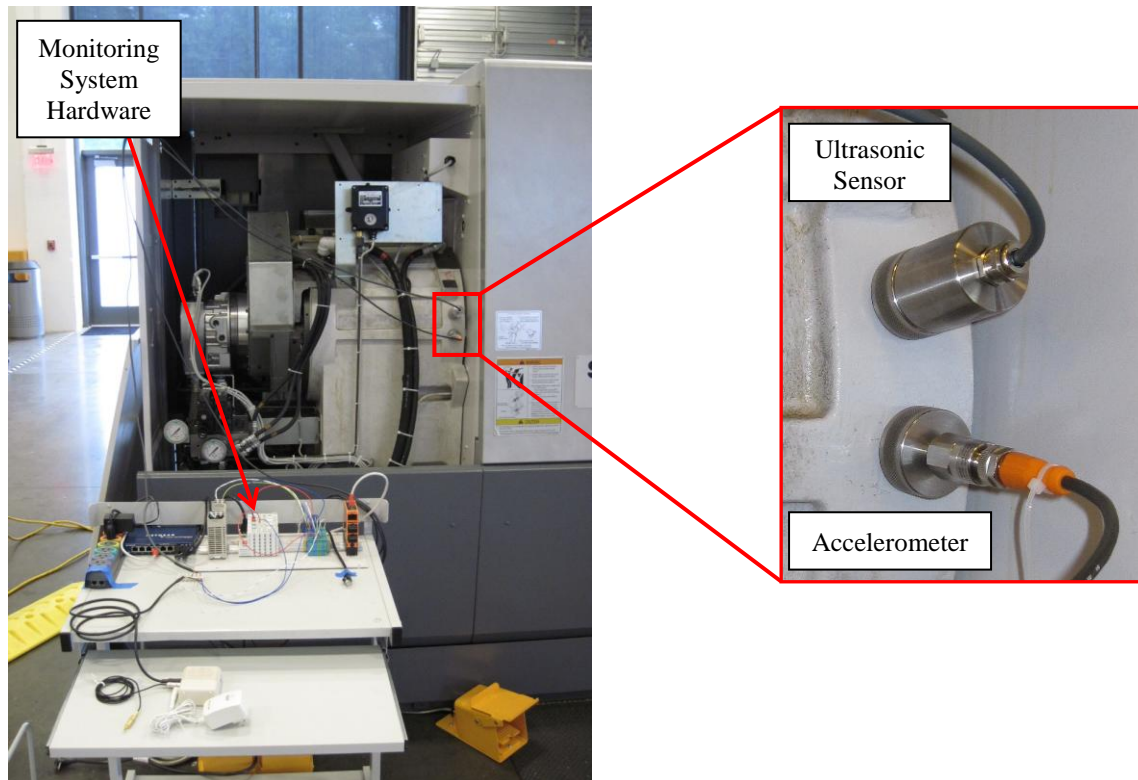 Monitoring
System
Hardware
Ultrasonic
Sensor
Accelerometer